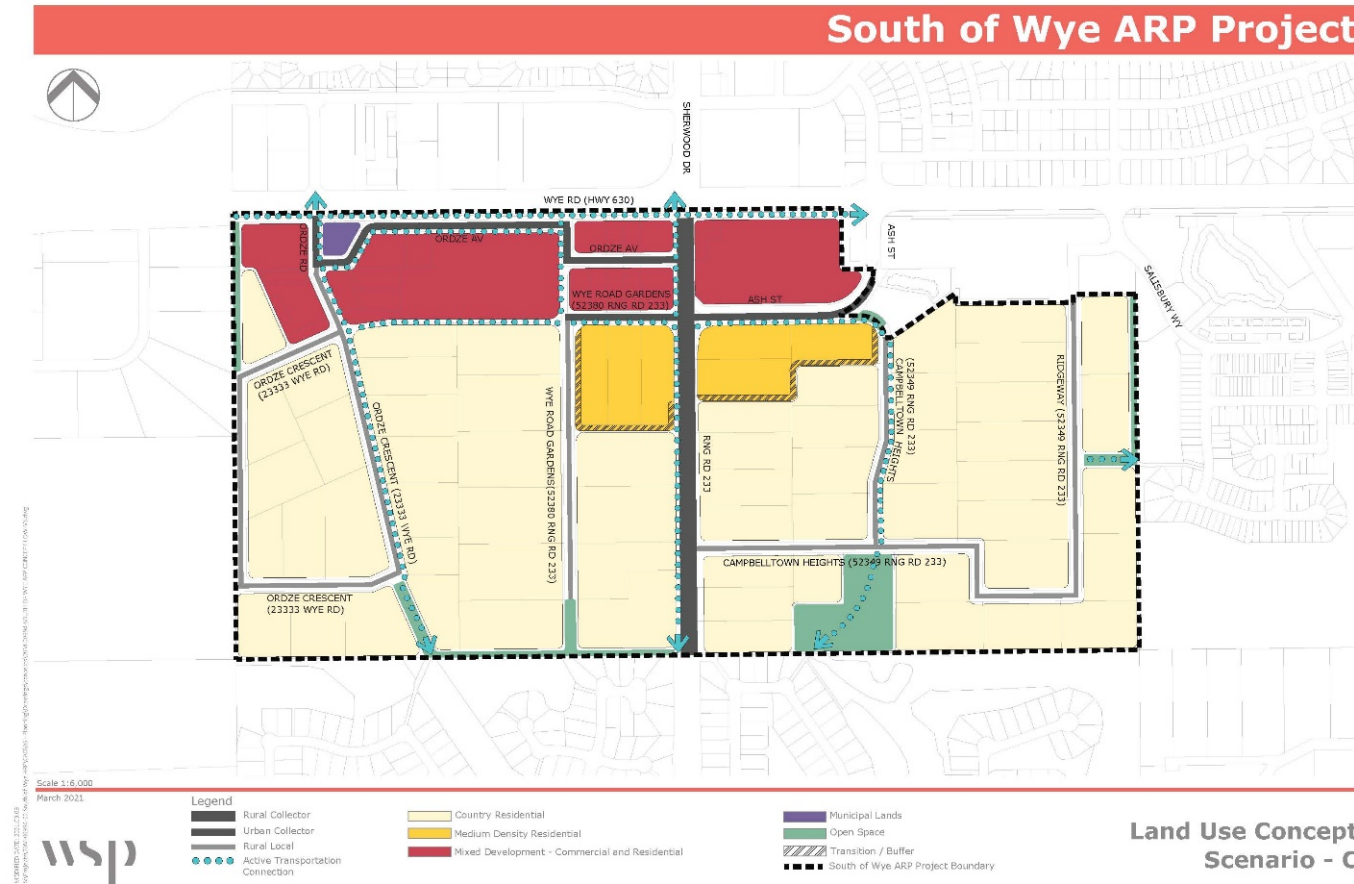 South of Wye ARP Project
SHERWOOD DR
WYE RD (HWY 630)
ORDZE RD
ORDZE AV
ORDZE AV
ASH ST
SALISBURY WY
WYE ROAD GARDENS
(52380 RNG RD 233)
ASH ST
ORDZE CRESCENT
(23333 WYE RD)
ORDZE CRESCENT (23333 WYE RD)
WYE ROAD GARDENS(52380 RNG RD 233)
RNG RD 233
(52349 RNG RD 233)
CAMPBELLTOWN HEIGHTS
RIDGEWAY (52349 RNG RD 233)
CAMPBELLTOWN HEIGHTS (52349 RNG RD 233)
ORDZE CRESCENT
(23333 WYE RD)
Scale 1:6,000
March 2021
wsp
Legend
Rural Collector
Urban Collector
Rural Local
Active Transportation
Connection
Country Residential
Medium Density Residential
Mixed Development - Commercial and Residential
Municipal Lands
Open Space
Transition / Buffer
South of Wye ARP Project Boundary
Land Use Concept
Scenario - C